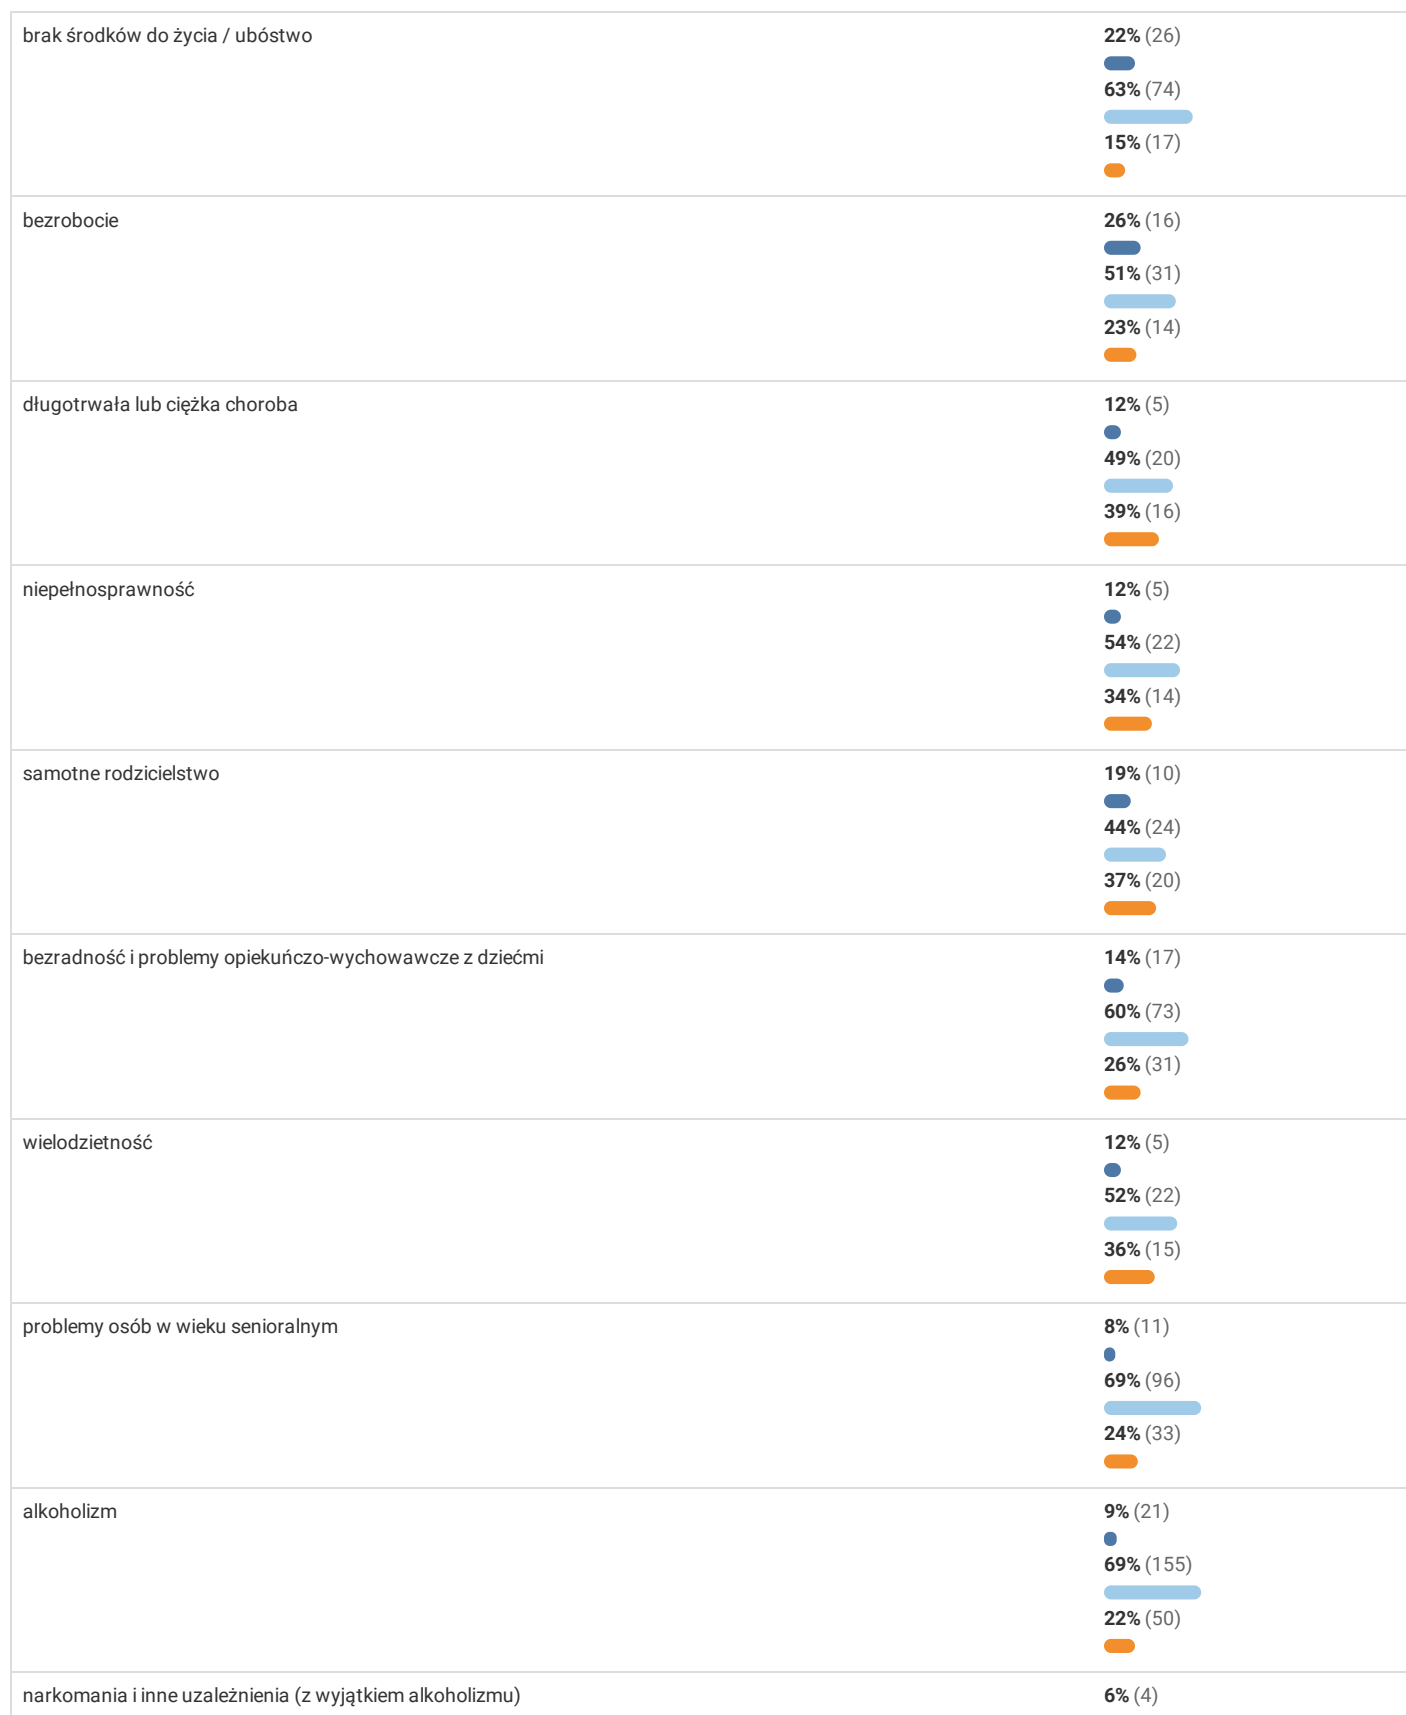 brak środków do życia / ubóstwo
22% (26)
63% (74)
15% (17)
bezrobocie
26% (16)
51% (31)
23% (14)
długotrwała lub ciężka choroba
12% (5)
49% (20)
39% (16)
niepełnosprawność
12% (5)
54% (22)
34% (14)
samotne rodzicielstwo
19% (10)
44% (24)
37% (20)
bezradność i problemy opiekuńczo-wychowawcze z dziećmi
14% (17)
60% (73)
26% (31)
wielodzietność
12% (5)
52% (22)
36% (15)
problemy osób w wieku senioralnym
8% (11)
69% (96)
24% (33)
alkoholizm
9% (21)
69% (155)
22% (50)
narkomania i inne uzależnienia (z wyjątkiem alkoholizmu)
6% (4)